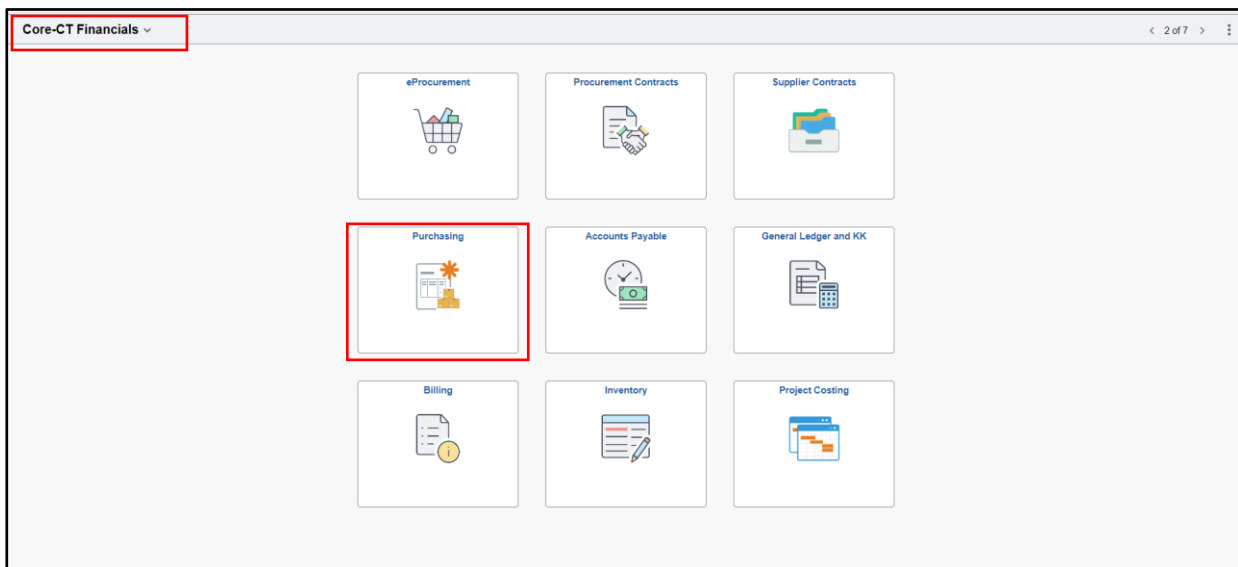 Core-CT Financials
2 of 7
eProcurement
Procurement Contracts
Supplier Contracts
Purchasing
Accounts Payable
General Ledger and KK
Billing
Inventory
Project Costing